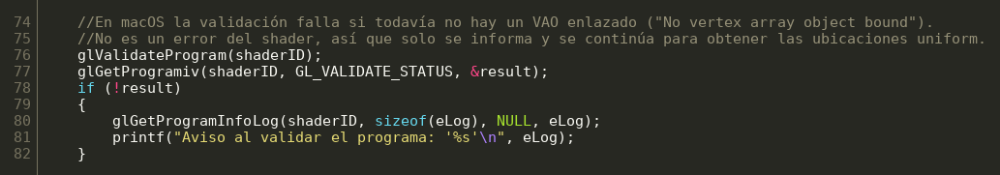 74 //En macOS la validación falla si todavía no hay un VAO enlazado ("No vertex array object bound").
75 //No es un error del shader, así que solo se informa y se continúa para obtener las ubicaciones uniform.
76 glValidateProgram(shaderID);
77 glGetProgramiv(shaderID, GL_VALIDATE_STATUS, &result);
78 if (!result)
79 {
80 glGetProgramInfoLog(shaderID, sizeof(eLog), NULL, eLog);
81 printf("Aviso al validar el programa: '%s'\n", eLog);
82 }